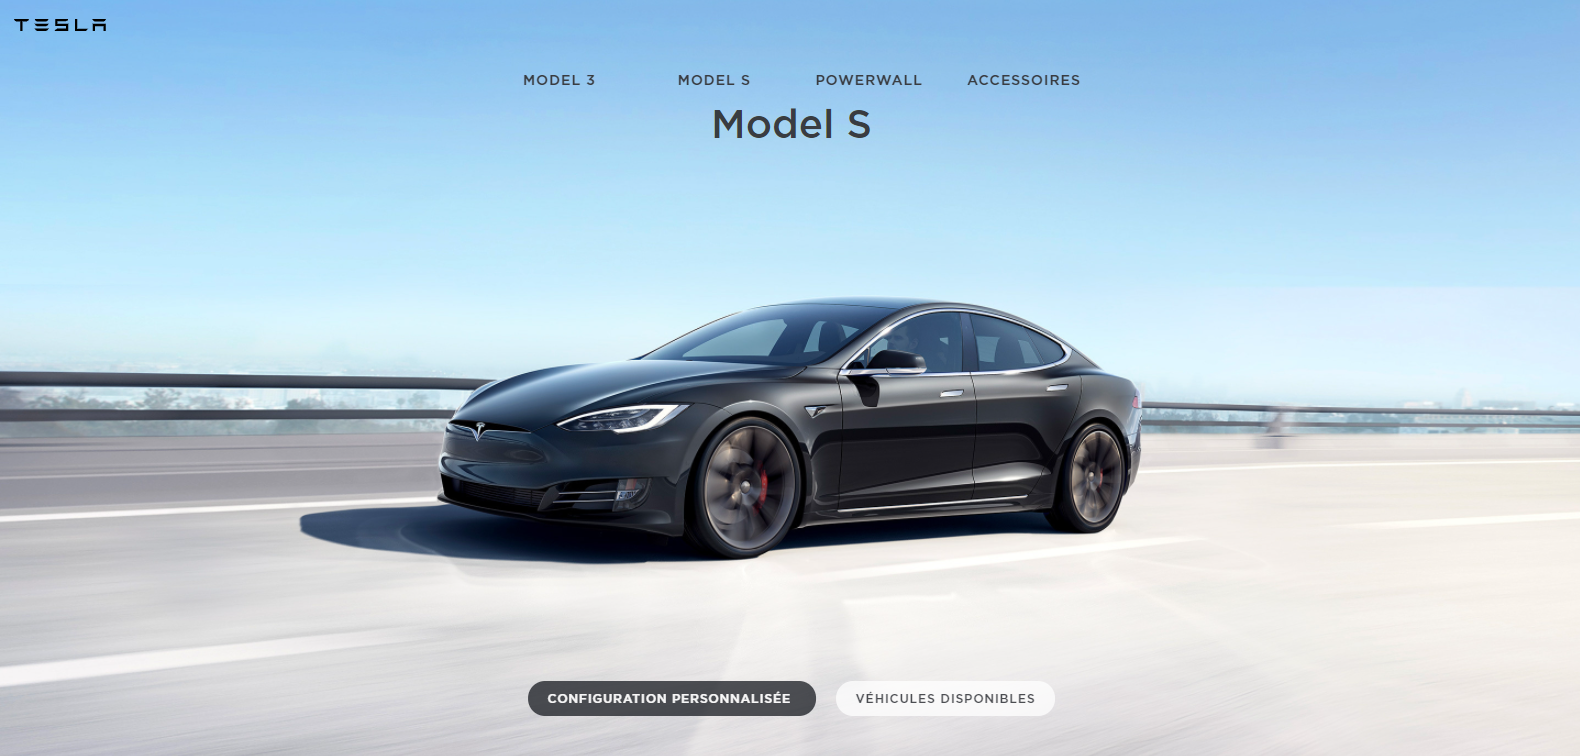 TESLA
MODEL 3 MODEL S POWERWALL ACCESSOIRES
Model S
CONFIGURATION PERSONNALISÉE VÉHICULES DISPONIBLES